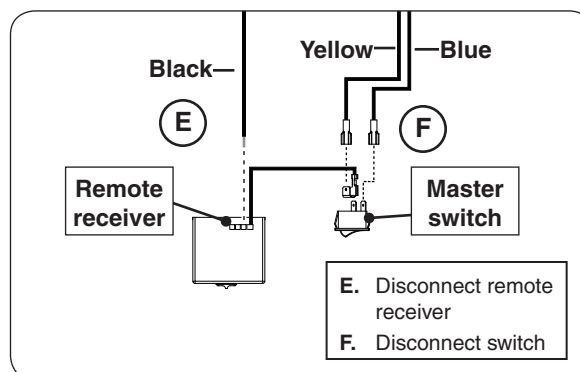 Yellow
Blue
Black
E
F
Remote
receiver
Master
switch
E. Disconnect remote
receiver
F. Disconnect switch